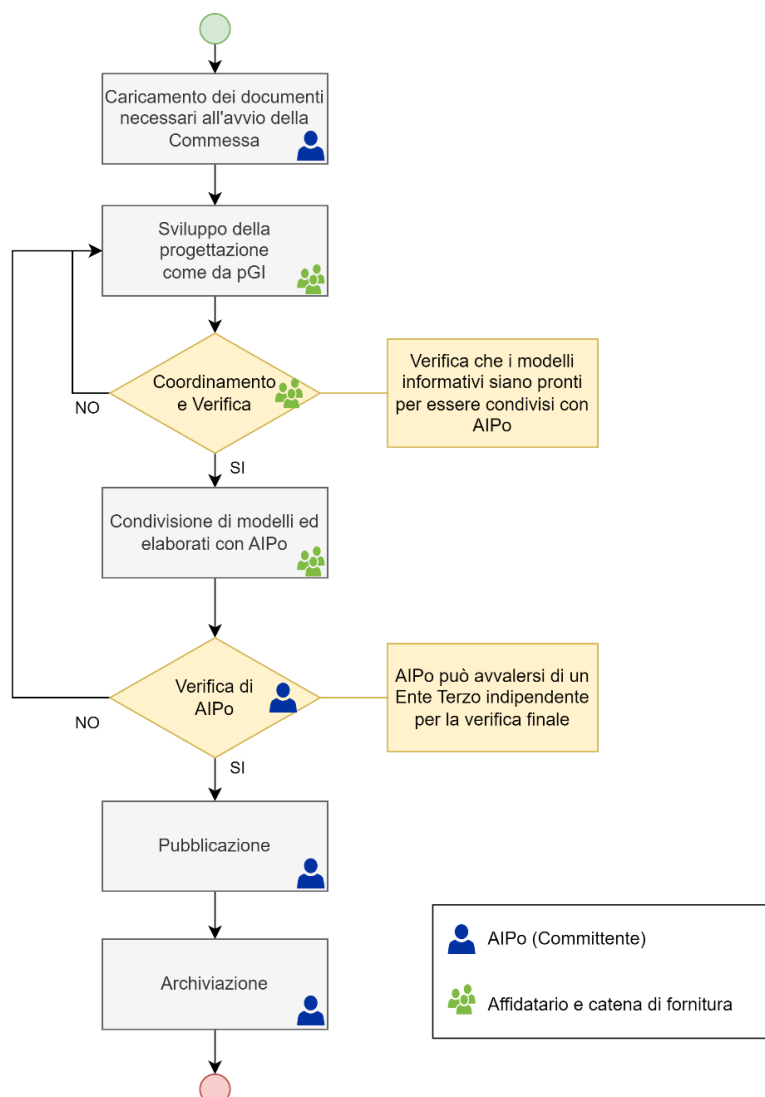 Caricamento dei documenti
necessari all'avvio della
Commessa
Sviluppo della
progettazione
come da pGI
Coordinamento
e Verifica
NO
SI
Verifica che i modelli
informativi siano pronti
per essere condivisi con
AIPo
Condivisione di modelli ed
elaborati con AIPo
Verifica di
AIPo
NO
SI
AIPo può avvalersi di un
Ente Terzo indipendente
per la verifica finale
Pubblicazione
Archiviazione
AIPo (Committente)
Affidatario e catena di fornitura